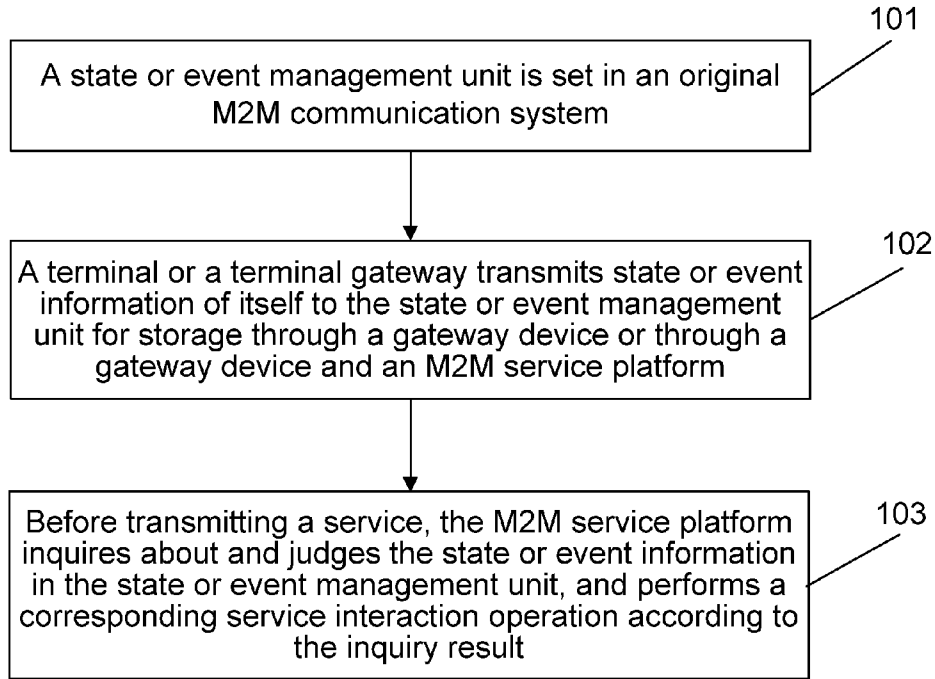 101
A state or event management unit is set in an original
M2M communication system
102
A terminal or a terminal gateway transmits state or event
information of itself to the state or event management
unit for storage through a gateway device or through a
gateway device and an M2M service platform
103
Before transmitting a service, the M2M service platform
inquires about and judges the state or event information
in the state or event management unit, and performs a
corresponding service interaction operation according to
the inquiry result